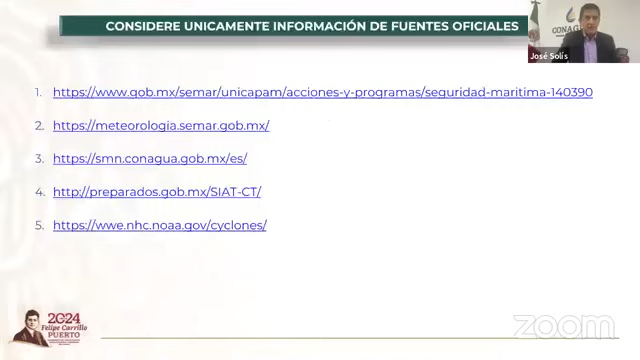 CONSIDERE UNICAMENTE INFORMACIÓN DE FUENTES OFICIALES
CONAGUA
José Solís
1. https://www.gob.mx/semar/unicapam/acciones-y-programas/seguridad-maritima-140390
2. https://meteorologia.semar.gob.mx/
3. https://smn.conagua.gob.mx/es/
4. http://preparados.gob.mx/SIAT-CT/
5. https://wwe.nhc.noaa.gov/cyclones/
2024
Felipe Carrillo
PUERTO
zoom